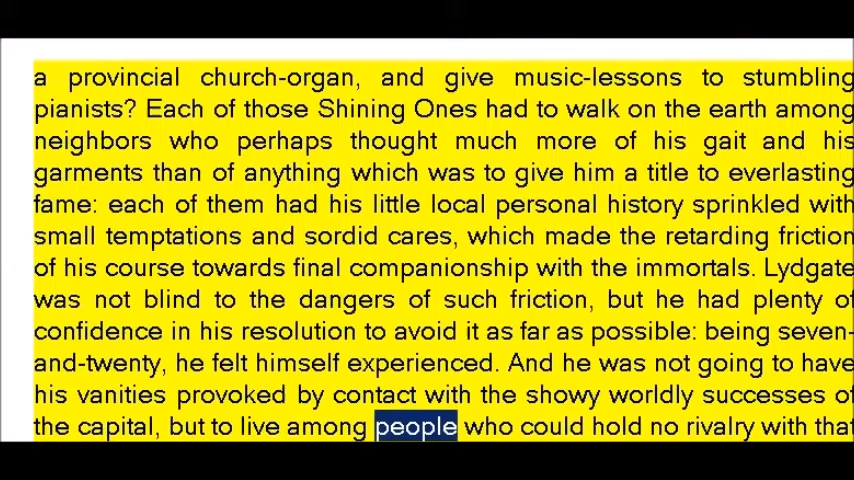 a provincial church-organ, and give music-lessons to stumbling
pianists? Each of those Shining Ones had to walk on the earth among
neighbors who perhaps thought much more of his gait and his
garments than of anything which was to give him a title to everlasting
fame: each of them had his little local personal history sprinkled with
small temptations and sordid cares, which made the retarding friction
of his course towards final companionship with the immortals. Lydgate
was not blind to the dangers of such friction, but he had plenty of
confidence in his resolution to avoid it as far as possible: being seven-
and-twenty, he felt himself experienced. And he was not going to have
his vanities provoked by contact with the showy worldly successes of
the capital, but to live among people who could hold no rivalry with that